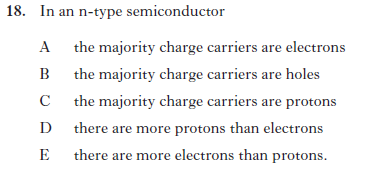 18. In an n-type semiconductor
A the majority charge carriers are electrons
B the majority charge carriers are holes
C the majority charge carriers are protons
D there are more protons than electrons
E there are more electrons than protons.